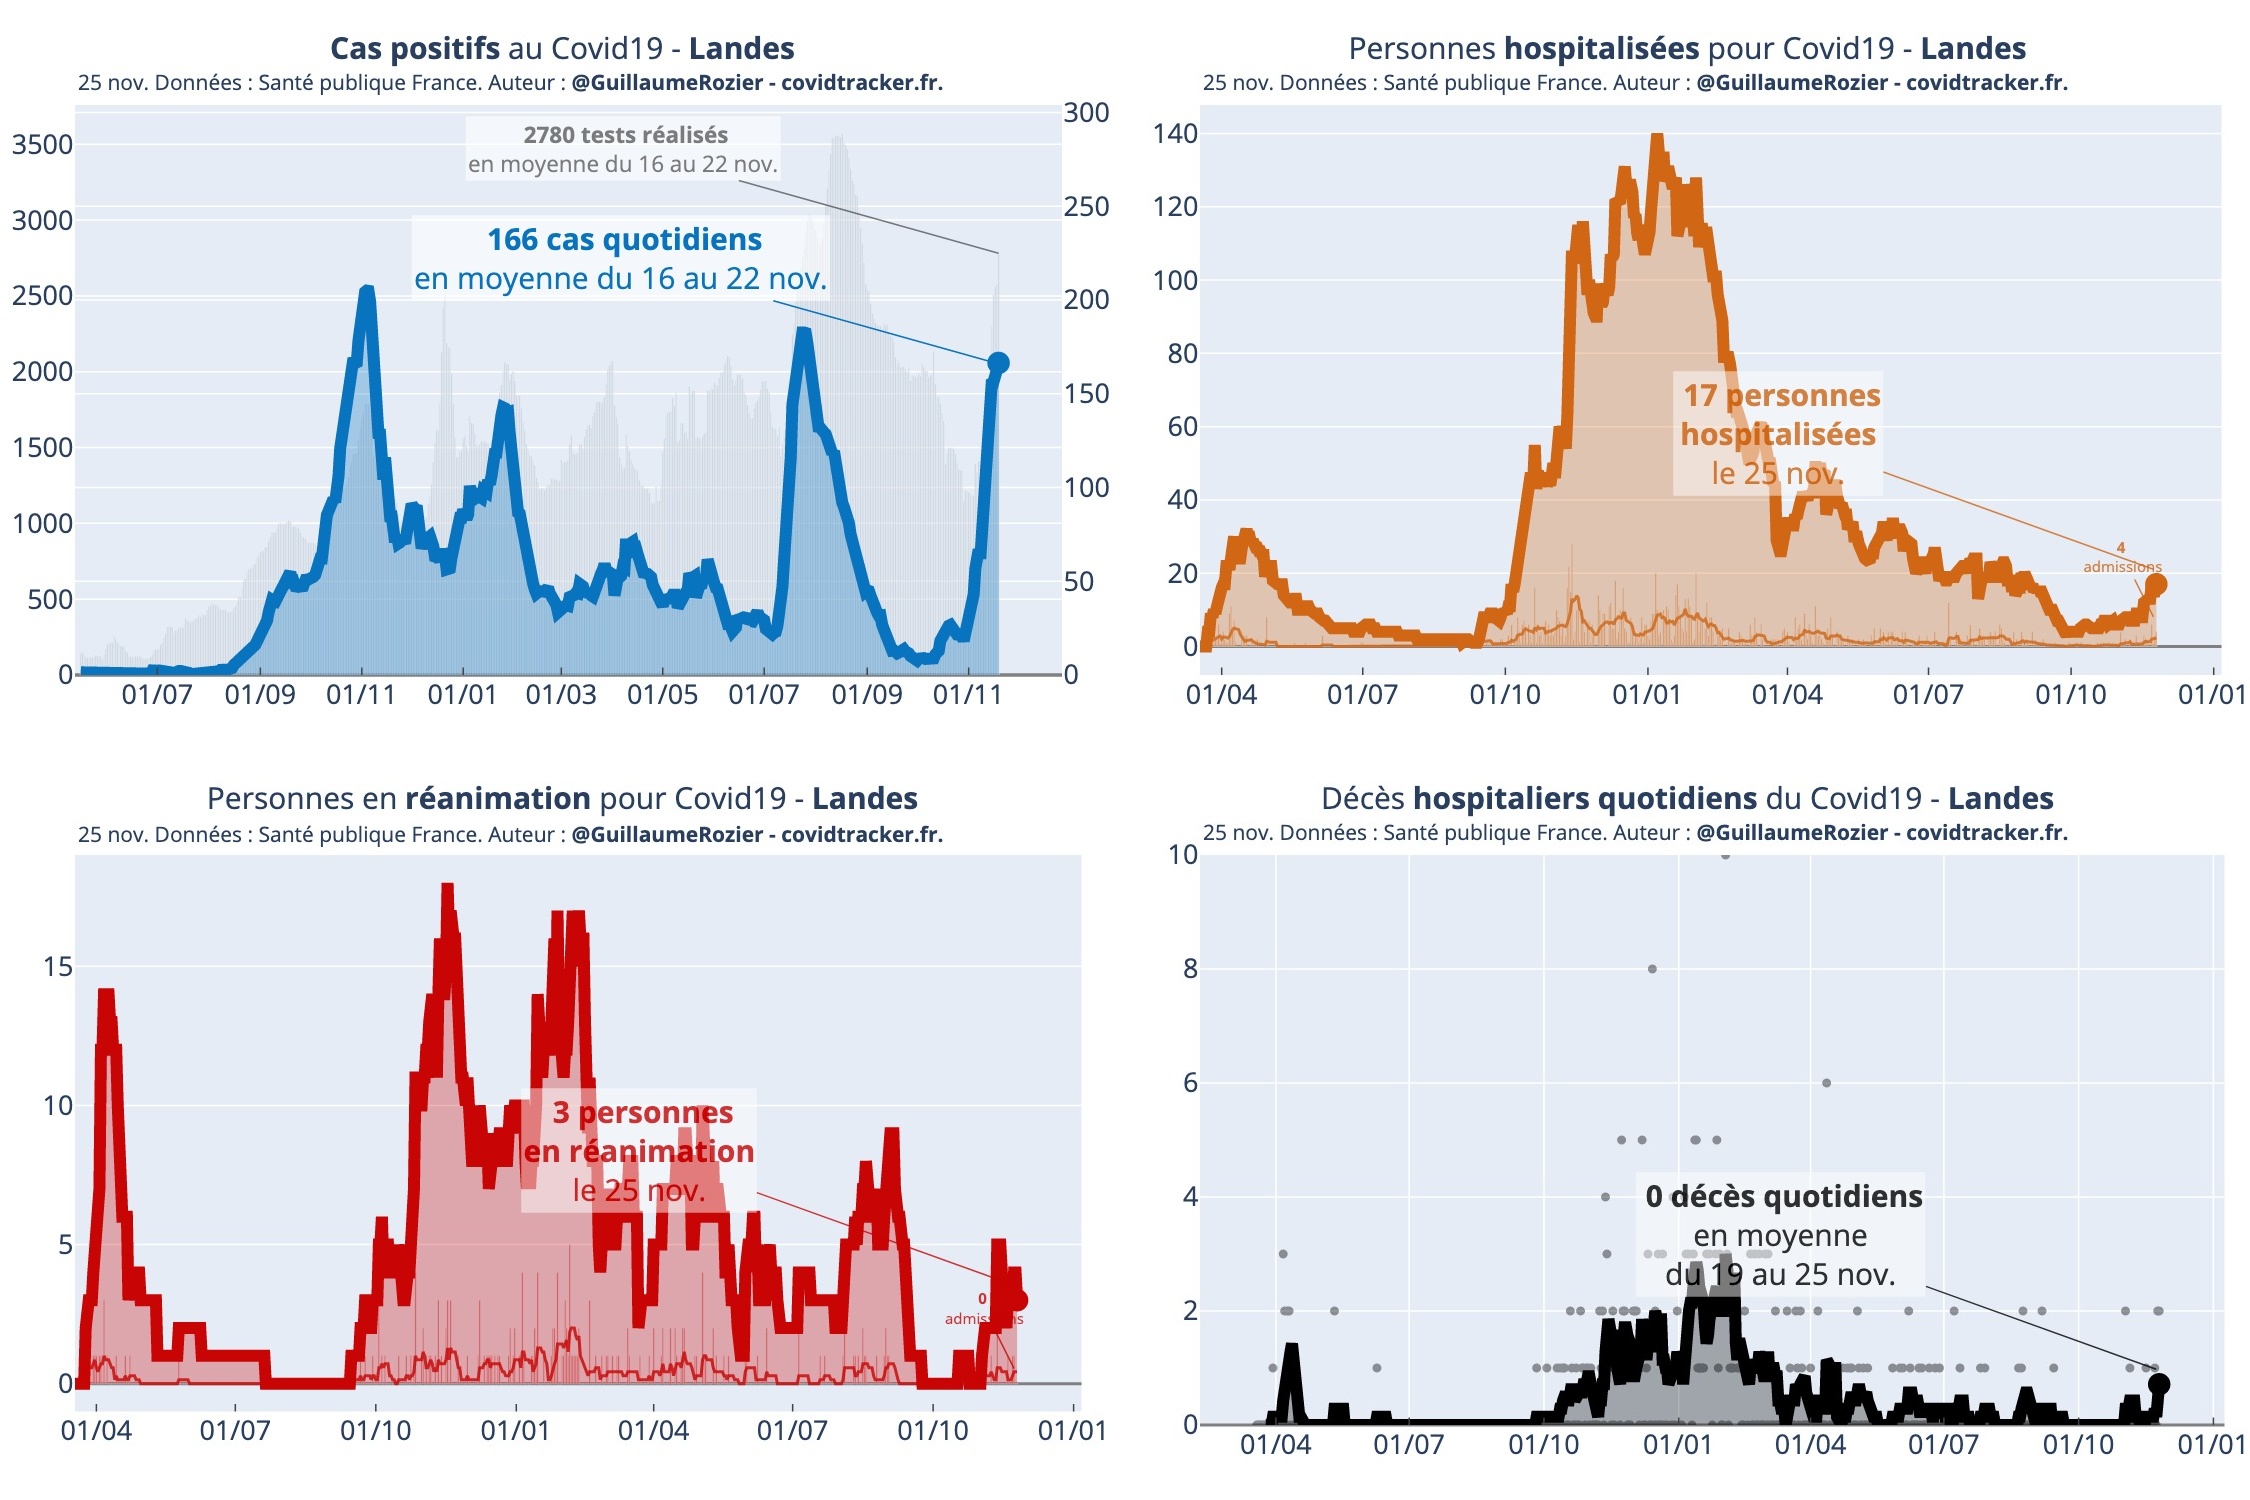 Cas positifs au Covid19 - Landes
25 nov. Données : Santé publique France. Auteur : @GuillaumeRozier - covidtracker.fr.
2780 tests réalisés
en moyenne du 16 au 22 nov.
166 cas quotidiens
en moyenne du 16 au 22 nov.
3500
3000
2500
2000
1500
1000
500
0
300
250
200
150
100
50
0
01/07 01/09 01/11 01/01 01/03 01/05 01/07 01/09 01/11
Personnes hospitalisées pour Covid19 - Landes
25 nov. Données : Santé publique France. Auteur : @GuillaumeRozier - covidtracker.fr.
140
120
100
80
60
40
20
0
17 personnes
hospitalisées
le 25 nov.
4
admissions
01/04 01/07 01/10 01/01 01/04 01/07 01/10 01/01
Personnes en réanimation pour Covid19 - Landes
25 nov. Données : Santé publique France. Auteur : @GuillaumeRozier - covidtracker.fr.
15
10
5
0
3 personnes
en réanimation
le 25 nov.
0
admissions
01/04 01/07 01/10 01/01 01/04 01/07 01/10 01/01
Décès hospitaliers quotidiens du Covid19 - Landes
25 nov. Données : Santé publique France. Auteur : @GuillaumeRozier - covidtracker.fr.
10
8
6
4
2
0
0 décès quotidiens
en moyenne
du 19 au 25 nov.
01/04 01/07 01/10 01/01 01/04 01/07 01/10 01/01